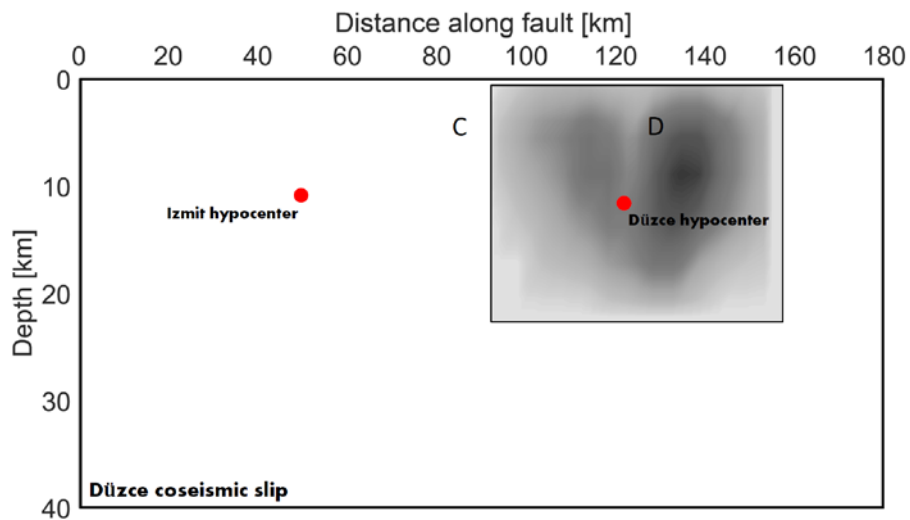 Distance along fault [km]
0 20 40 60 80 100 120 140 160 180
0
C D
10
Izmit hypocenter
Düzce hypocenter
20
Depth [km]
30
Düzce coseismic slip
40